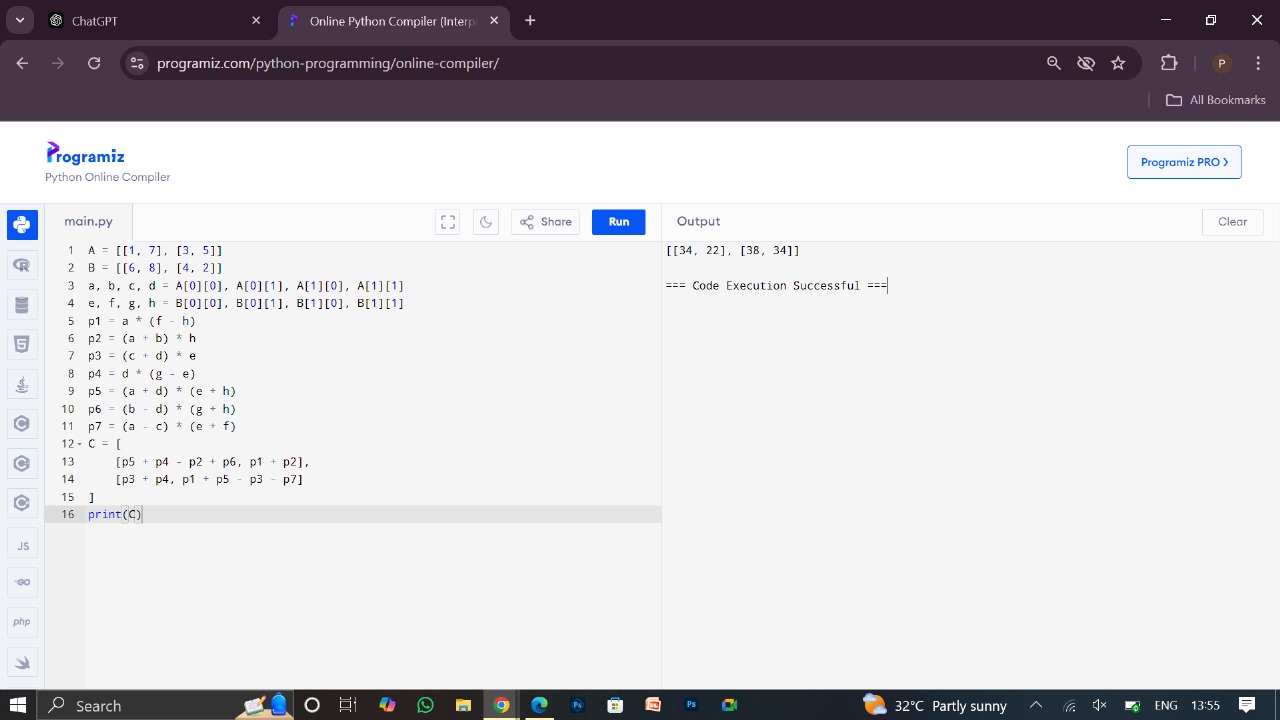 ChatGPT
Online Python Compiler (Interp
programiz.com/python-programming/online-compiler/
P
All Bookmarks
Programiz
Python Online Compiler
Programiz PRO >
main.py
Share
Run
Output
Clear
1 A = [[1, 7], [3, 5]]
2 B = [[6, 8], [4, 2]]
3 a, b, c, d = A[0][0], A[0][1], A[1][0], A[1][1]
4 e, f, g, h = B[0][0], B[0][1], B[1][0], B[1][1]
5 p1 = a * (f - h)
6 p2 = (a + b) * h
7 p3 = (c + d) * e
8 p4 = d * (g - e)
9 p5 = (a + d) * (e + h)
10 p6 = (b - d) * (g + h)
11 p7 = (a - c) * (e + f)
12 C = [
13     [p5 + p4 - p2 + p6, p1 + p2],
14     [p3 + p4, p1 + p5 - p3 - p7]
15 ]
16 print(C)
[[34, 22], [38, 34]]
=== Code Execution Successful ===
JS
GO
php
Search
32°C Partly sunny
ENG
13:55